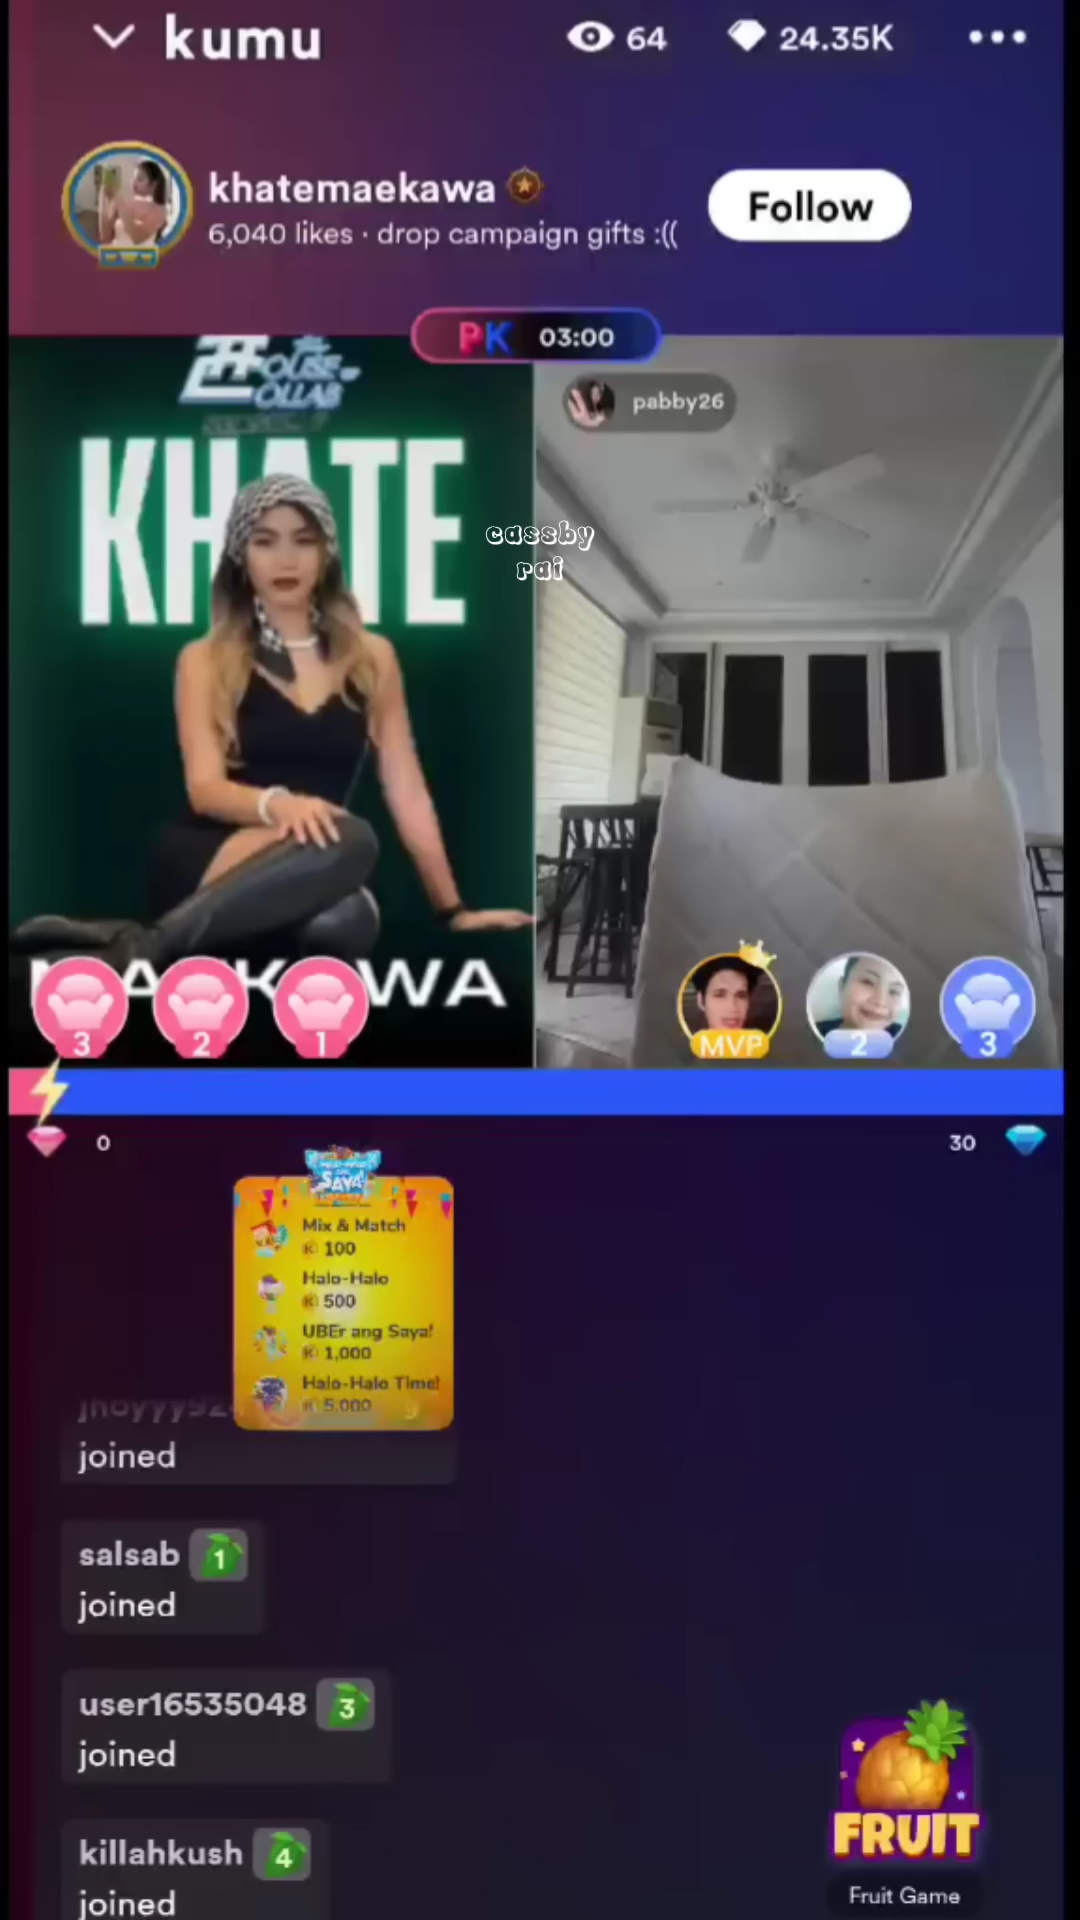 kumu
64
24.35K
khatemaekawa
6,040 likes · drop campaign gifts :((
Follow
PK 03:00
pabby26
KHATE
cassby
rai
3
2
1
MVP
2
3
0
30
SAYA!
Mix & Match
100
Halo-Halo
500
UBEr ang Saya!
1,000
Halo-Halo Time!
5,000
joined
salsab 1
joined
user16535048 3
joined
killahkush 4
joined
FRUIT
Fruit Game